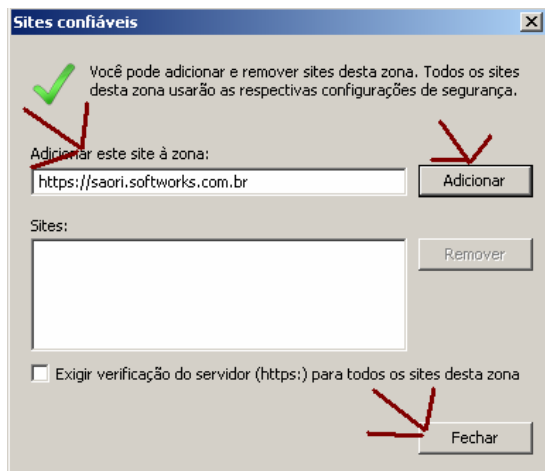 Sites confiáveis
Você pode adicionar e remover sites desta zona. Todos os sites
desta zona usarão as respectivas configurações de segurança.
Adicionar este site à zona:
https://saori.softworks.com.br
Adicionar
Sites:
Remover
Exigir verificação do servidor (https:) para todos os sites desta zona
Fechar